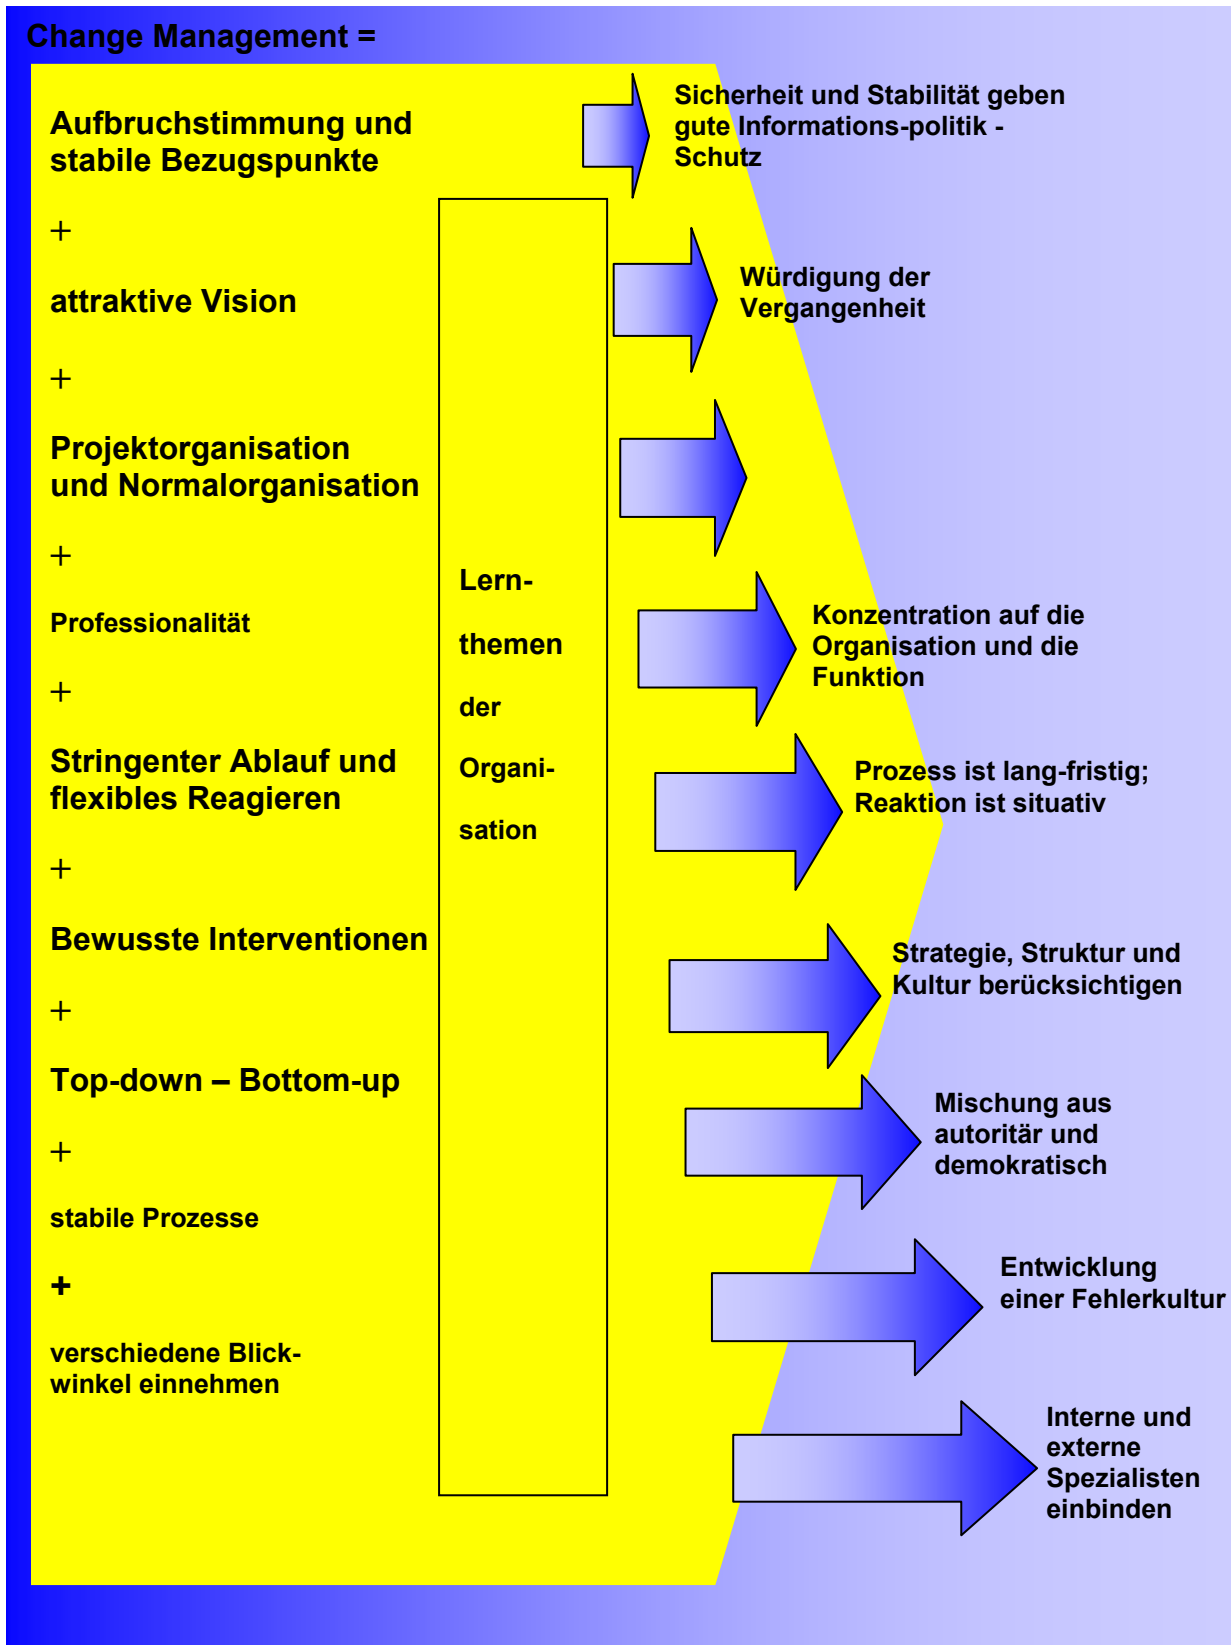 Change Management =
Aufbruchstimmung und
stabile Bezugspunkte
+
attraktive Vision
+
Projektorganisation
und Normalorganisation
+
Professionalität
+
Stringenter Ablauf und
flexibles Reagieren
+
Bewusste Interventionen
+
Top-down – Bottom-up
+
stabile Prozesse
+
verschiedene Blick-
winkel einnehmen
Lern-
themen
der
Organi-
sation
Sicherheit und Stabilität geben
gute Informations-politik -
Schutz
Würdigung der
Vergangenheit
Konzentration auf die
Organisation und die
Funktion
Prozess ist lang-fristig;
Reaktion ist situativ
Strategie, Struktur und
Kultur berücksichtigen
Mischung aus
autoritär und
demokratisch
Entwicklung
einer Fehlerkultur
Interne und
externe
Spezialisten
einbinden